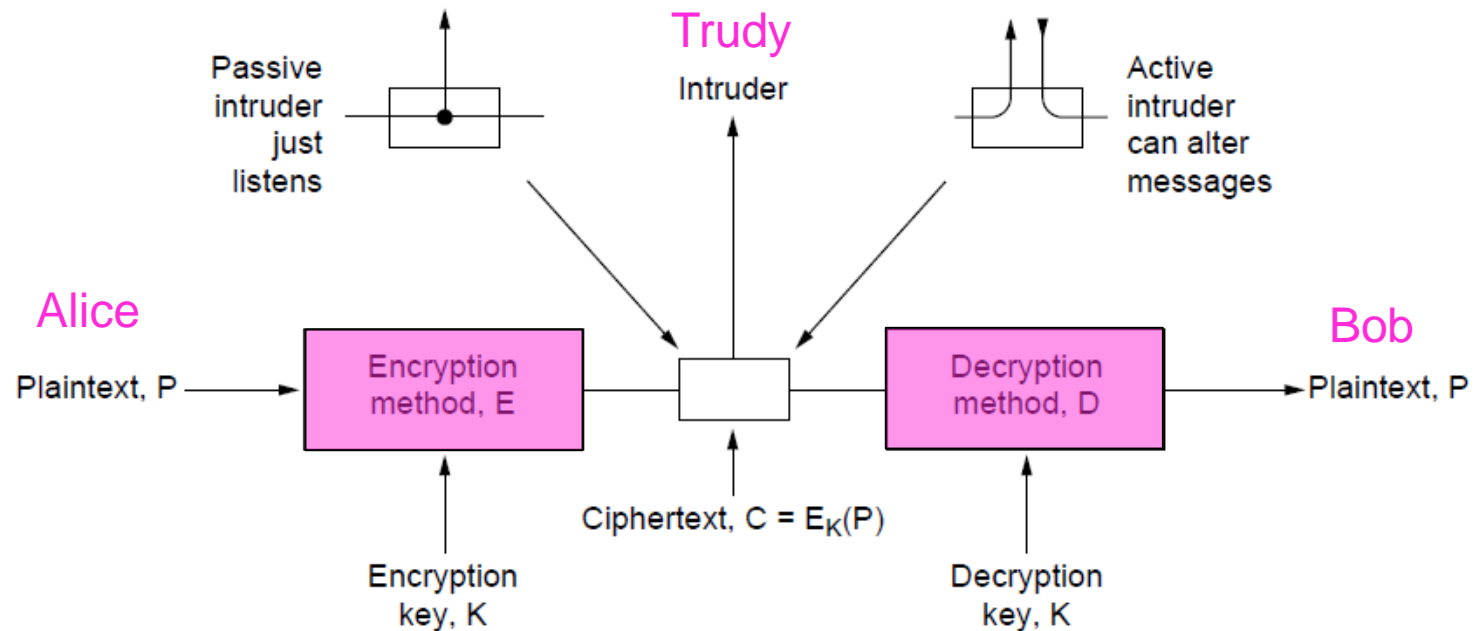 Trudy
Passive
intruder
just
listens
Intruder
Active
intruder
can alter
messages
Alice
Bob
Plaintext, P
Encryption
method, E
Decryption
method, D
Plaintext, P
Ciphertext, C = E_K(P)
Encryption
key, K
Decryption
key, K